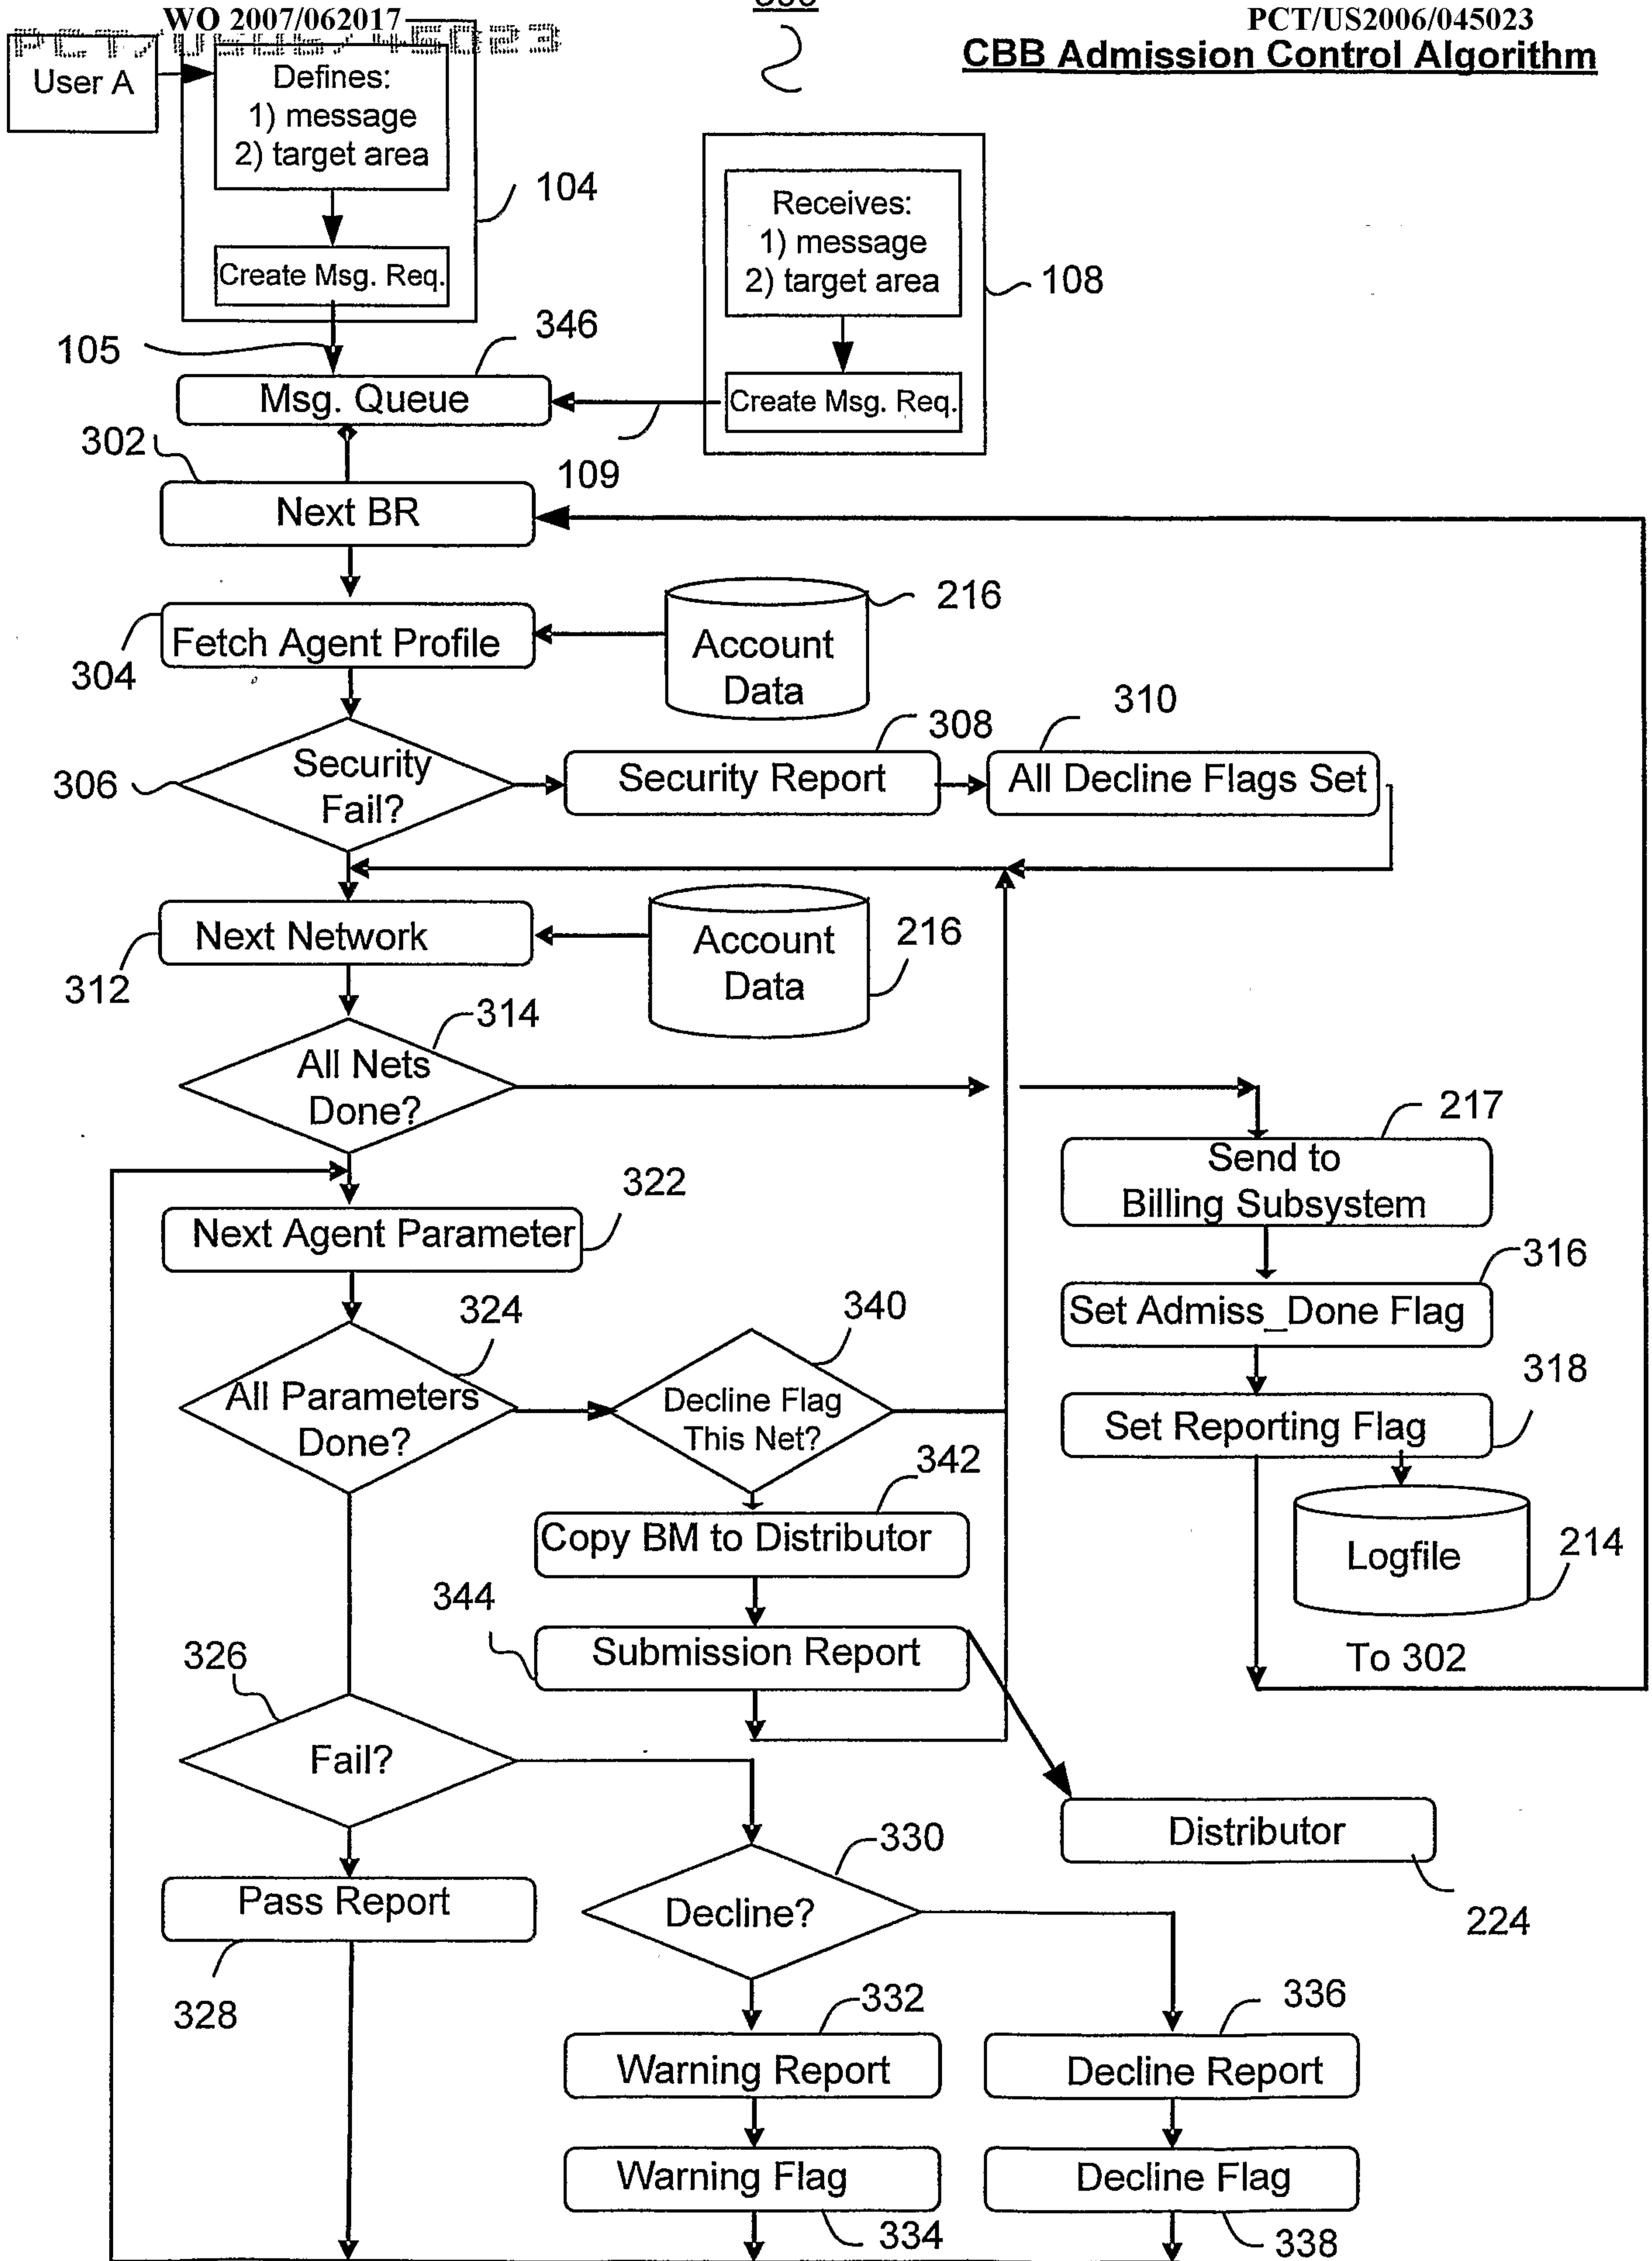 WO 2007/062017
PCT/US2006/045023
CBB Admission Control Algorithm
User A
Defines:
1) message
2) target area
104
Create Msg. Req.
Receives:
1) message
2) target area
108
105
346
Msg. Queue
Create Msg. Req.
302
109
Next BR
216
304
Fetch Agent Profile
Account
Data
308
310
306
Security
Fail?
Security Report
All Decline Flags Set
312
Next Network
Account
Data
216
314
All Nets
Done?
217
Send to
Billing Subsystem
322
Next Agent Parameter
316
Set Admiss_Done Flag
324
340
318
All Parameters
Done?
Decline Flag
This Net?
Set Reporting Flag
342
Copy BM to Distributor
Logfile
214
344
Submission Report
To 302
326
Fail?
Distributor
224
330
Decline?
Pass Report
328
332
336
Warning Report
Decline Report
Warning Flag
Decline Flag
334
338